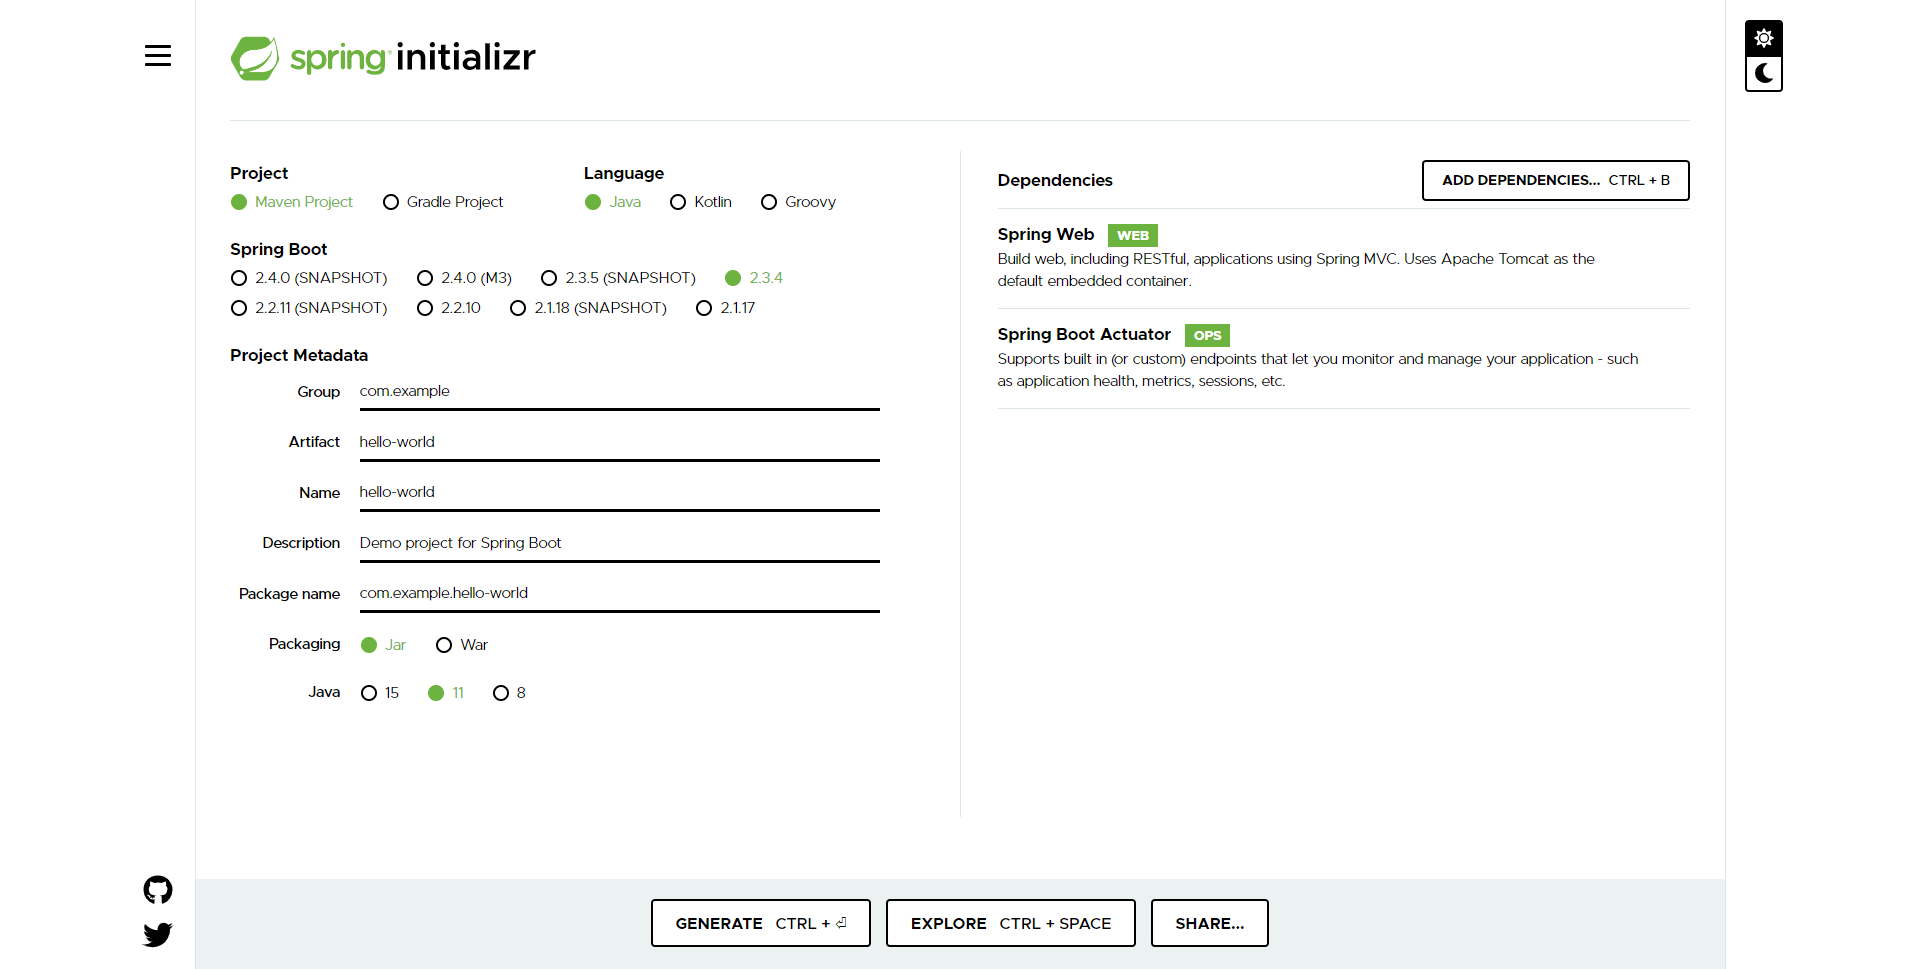 spring initializr
Project
Maven Project Gradle Project
Language
Java Kotlin Groovy
Spring Boot
2.4.0 (SNAPSHOT) 2.4.0 (M3) 2.3.5 (SNAPSHOT) 2.3.4
2.2.11 (SNAPSHOT) 2.2.10 2.1.18 (SNAPSHOT) 2.1.17
Project Metadata
Group com.example
Artifact hello-world
Name hello-world
Description Demo project for Spring Boot
Package name com.example.hello-world
Packaging Jar War
Java 15 11 8
Dependencies
ADD DEPENDENCIES... CTRL + B
Spring Web WEB
Build web, including RESTful, applications using Spring MVC. Uses Apache Tomcat as the
default embedded container.
Spring Boot Actuator OPS
Supports built in (or custom) endpoints that let you monitor and manage your application - such
as application health, metrics, sessions, etc.
GENERATE CTRL + ⏎
EXPLORE CTRL + SPACE
SHARE...